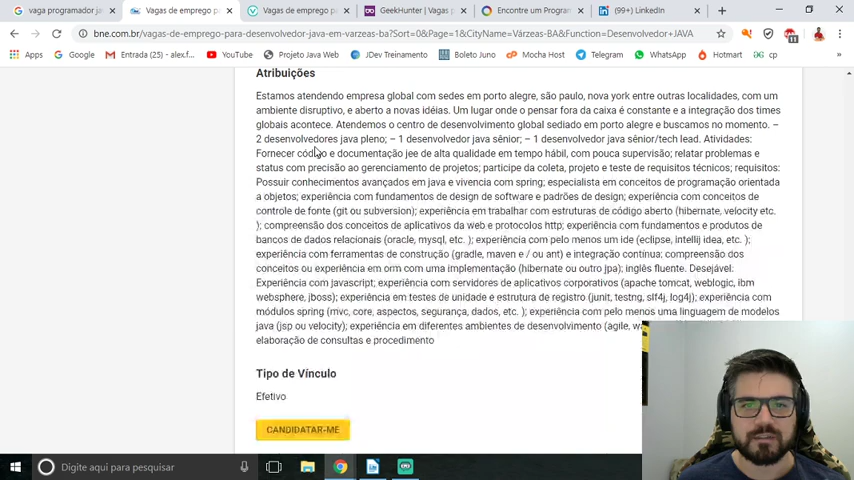 vaga programador ja
Vagas de emprego p
Vagas de emprego pa
GeekHunter | Vagas p
Encontre um Program
(99+) LinkedIn
bne.com.br/vagas-de-emprego-para-desenvolvedor-java-em-varzeas-ba?Sort=0&Page=1&CityName=Várzeas-BA&Function=Desenvolvedor+JAVA
Apps
Google
Entrada (25) - alex.f...
YouTube
Projeto Java Web
JDev Treinamento
Boleto Juno
Mocha Host
Telegram
WhatsApp
Hotmart
cp
Atribuições
Estamos atendendo empresa global com sedes em porto alegre, são paulo, nova york entre outras localidades, com um
ambiente disruptivo, e aberto a novas idéias. Um lugar onde o pensar fora da caixa é constante e a integração dos times
globais acontece. Atendemos o centro de desenvolvimento global sediado em porto alegre e buscamos no momento. –
2 desenvolvedores java pleno; – 1 desenvolvedor java sênior; – 1 desenvolvedor java sênior/tech lead. Atividades:
Fornecer código e documentação jee de alta qualidade em tempo hábil, com pouca supervisão; relatar problemas e
status com precisão ao gerenciamento de projetos; participe da coleta, projeto e teste de requisitos técnicos; requisitos:
Possuir conhecimentos avançados em java e vivencia com spring; especialista em conceitos de programação orientada
a objetos; experiência com fundamentos de design de software e padrões de design; experiência com conceitos de
controle de fonte (git ou subversion); experiência em trabalhar com estruturas de código aberto (hibernate, velocity etc.
); compreensão dos conceitos de aplicativos da web e protocolos http; experiência com fundamentos e produtos de
bancos de dados relacionais (oracle, mysql, etc. ); experiência com pelo menos um ide (eclipse, intellij idea, etc. );
experiência com ferramentas de construção (gradle, maven e / ou ant) e integração contínua; compreensão dos
conceitos ou experiência em orm com uma implementação (hibernate ou outro jpa); inglês fluente. Desejável:
Experiência com javascript; experiência com servidores de aplicativos corporativos (apache tomcat, weblogic, ibm
websphere, jboss); experiência em testes de unidade e estrutura de registro (junit, testng, slf4j, log4j); experiência com
módulos spring (mvc, core, aspectos, segurança, dados, etc. ); experiência com pelo menos uma linguagem de modelos
java (jsp ou velocity); experiência em diferentes ambientes de desenvolvimento (agile, wa
elaboração de consultas e procedimento
Tipo de Vínculo
Efetivo
CANDIDATAR-ME
Digite aqui para pesquisar